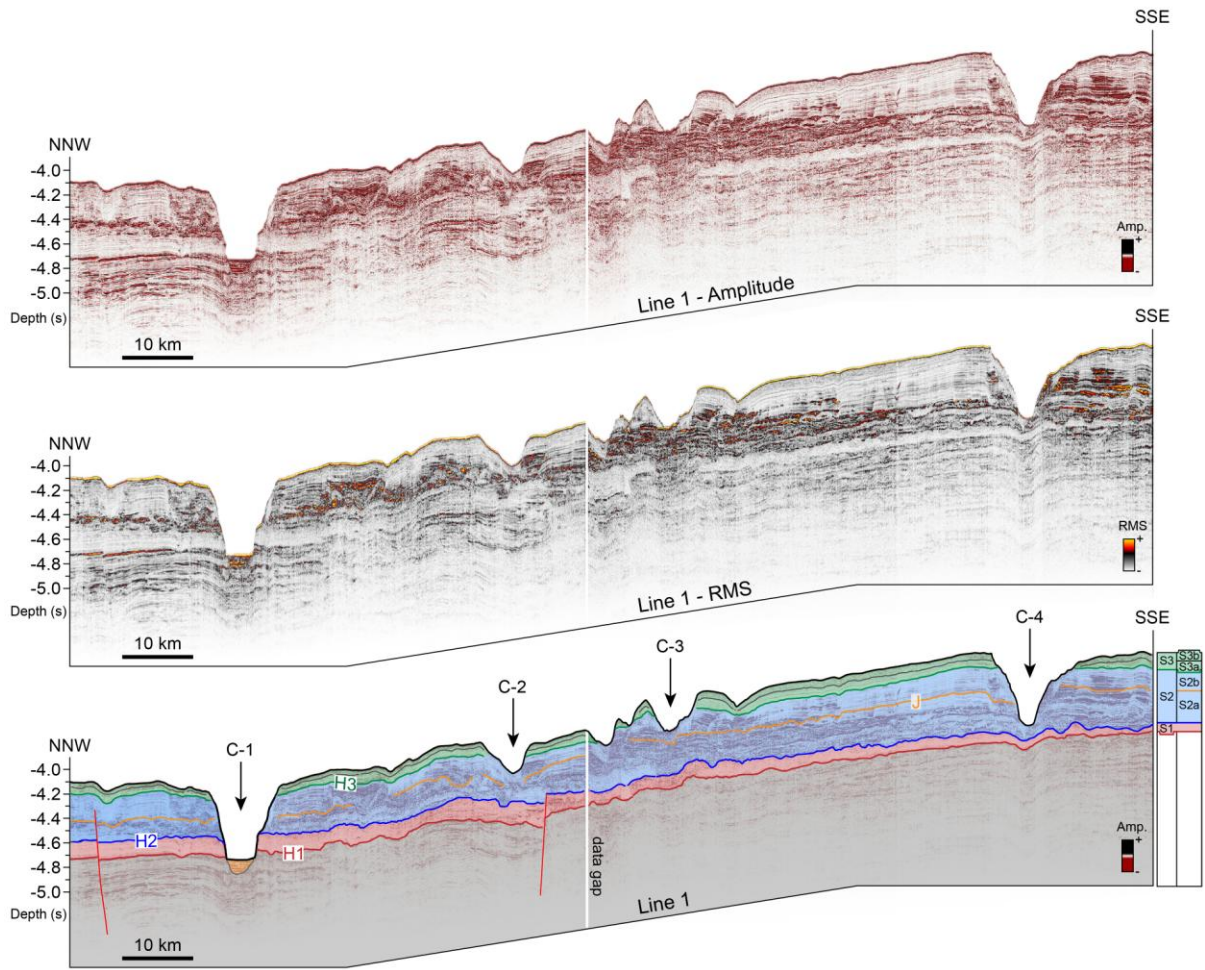 SSE
NNW
-4.0
-4.2
-4.4
-4.6
-4.8
-5.0
Depth (s)
10 km
Line 1 - Amplitude
Amp.
+
-
SSE
NNW
-4.0
-4.2
-4.4
-4.6
-4.8
-5.0
Depth (s)
10 km
Line 1 - RMS
RMS
+
-
SSE
C-1
C-2
C-3
C-4
NNW
-4.0
-4.2
-4.4
-4.6
-4.8
-5.0
Depth (s)
10 km
H3
H2
H1
J
data gap
Line 1
Amp.
+
-
S3
S3b
S3a
S2
S2b
S2a
S1